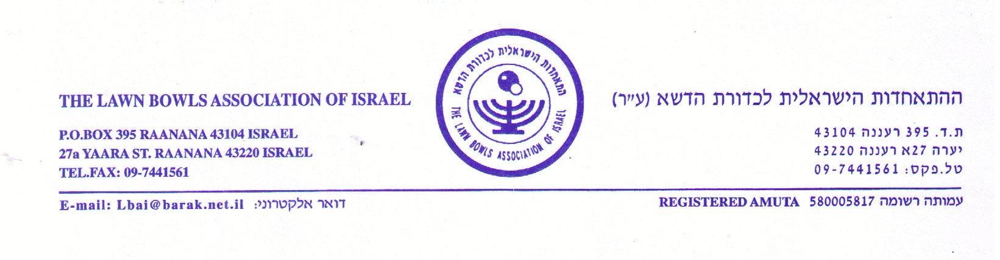 THE LAWN BOWLS ASSOCIATION OF ISRAEL
P.O.BOX 395 RAANANA 43104 ISRAEL
27a YAARA ST. RAANANA 43220 ISRAEL
TEL.FAX: 09-7441561
התאחדות הישראלית לכדורת הדשא
THE LAWN BOWLS ASSOCIATION OF ISRAEL
ההתאחדות הישראלית לכדורת הדשא (ע״ר)
ת.ד. 395 רעננה 43104
יערה 27א רעננה 43220
טל.פקס: 09-7441561
E-mail: Lbai@barak.net.il דואר אלקטרוני:
REGISTERED AMUTA 580005817 עמותה רשומה